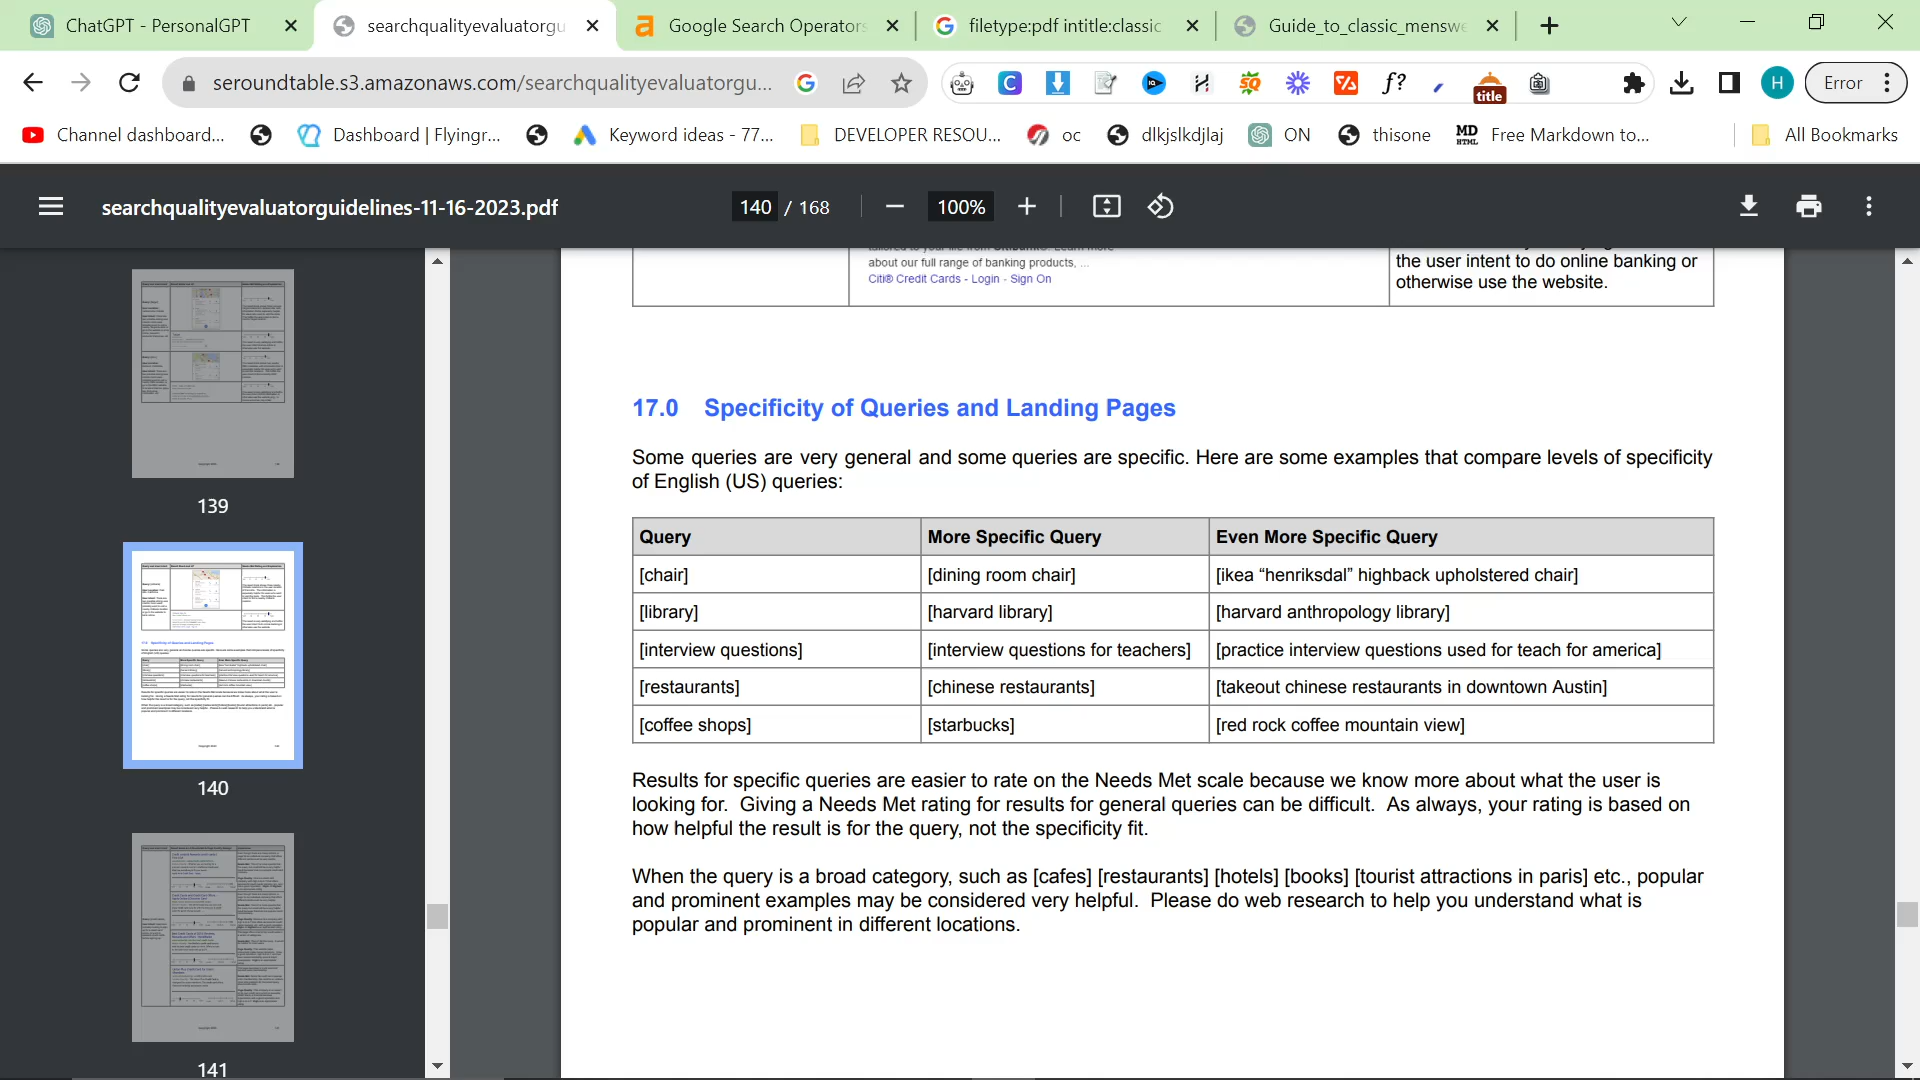 ChatGPT - PersonalGPT
searchqualityevaluatorgu
Google Search Operators
filetype:pdf intitle:classic
Guide_to_classic_menswe
seroundtable.s3.amazonaws.com/searchqualityevaluatorgu...
title
H
Error
Channel dashboard...
Dashboard | Flyingr...
Keyword ideas - 77...
DEVELOPER RESOU...
oc
dlkjslkdjlaj
ON
thisone
Free Markdown to...
All Bookmarks
searchqualityevaluatorguidelines-11-16-2023.pdf
140 / 168
100%
139
140
141
tailored to your life from Citibank®. Learn more
about our full range of banking products, ...
Citi® Credit Cards - Login - Sign On
the user intent to do online banking or
otherwise use the website.
17.0 Specificity of Queries and Landing Pages
Some queries are very general and some queries are specific. Here are some examples that compare levels of specificity
of English (US) queries:
Query More Specific Query Even More Specific Query
[chair] [dining room chair] [ikea “henriksdal” highback upholstered chair]
[library] [harvard library] [harvard anthropology library]
[interview questions] [interview questions for teachers] [practice interview questions used for teach for america]
[restaurants] [chinese restaurants] [takeout chinese restaurants in downtown Austin]
[coffee shops] [starbucks] [red rock coffee mountain view]
Results for specific queries are easier to rate on the Needs Met scale because we know more about what the user is
looking for. Giving a Needs Met rating for results for general queries can be difficult. As always, your rating is based on
how helpful the result is for the query, not the specificity fit.
When the query is a broad category, such as [cafes] [restaurants] [hotels] [books] [tourist attractions in paris] etc., popular
and prominent examples may be considered very helpful. Please do web research to help you understand what is
popular and prominent in different locations.